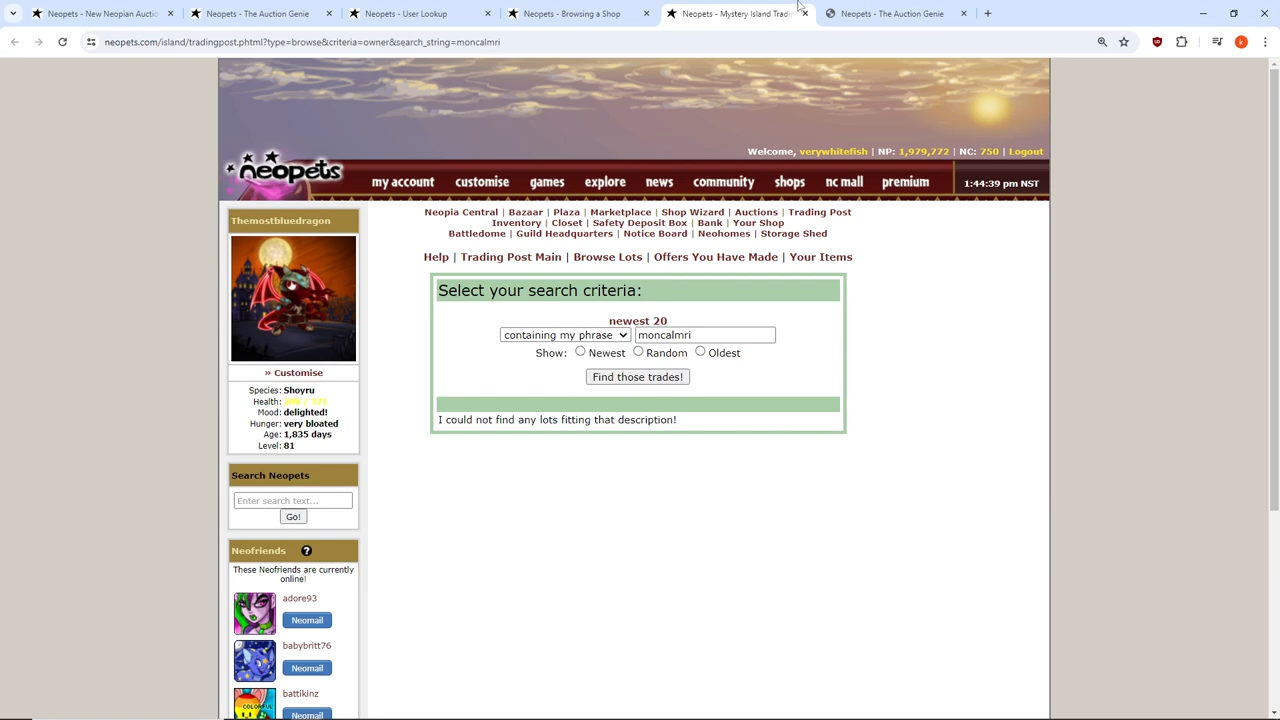 Neopets - New Neopian Auctio
Neopets - The Auction Genie
Neopets - User Lookup
Neopets - Browsing a Shop
Neopets - Mystery Island Tradin
Neopets - The Auction Genie
neopets.com/island/tradingpost.phtml?type=browse&criteria=owner&search_string=moncalmri
k
Welcome, verywhitefish | NP: 1,979,772 | NC: 750 | Logout
neopets
my account customise games explore news community shops nc mall premium 1:44:39 pm NST
Themostbluedragon
» Customise
Species: Shoyru
Health:
Mood: delighted!
Hunger: very bloated
Age: 1,835 days
Level: 81
Search Neopets
Enter search text...
Go!
Neofriends ?
These Neofriends are currently
online!
adore93
Neomail
babybritt76
Neomail
battikinz
COLORFUL
Neomail
Neopia Central | Bazaar | Plaza | Marketplace | Shop Wizard | Auctions | Trading Post
Inventory | Closet | Safety Deposit Box | Bank | Your Shop
Battledome | Guild Headquarters | Notice Board | Neohomes | Storage Shed
Help | Trading Post Main | Browse Lots | Offers You Have Made | Your Items
Select your search criteria:
newest 20
containing my phrase moncalmri
Show: Newest Random Oldest
Find those trades!
I could not find any lots fitting that description!